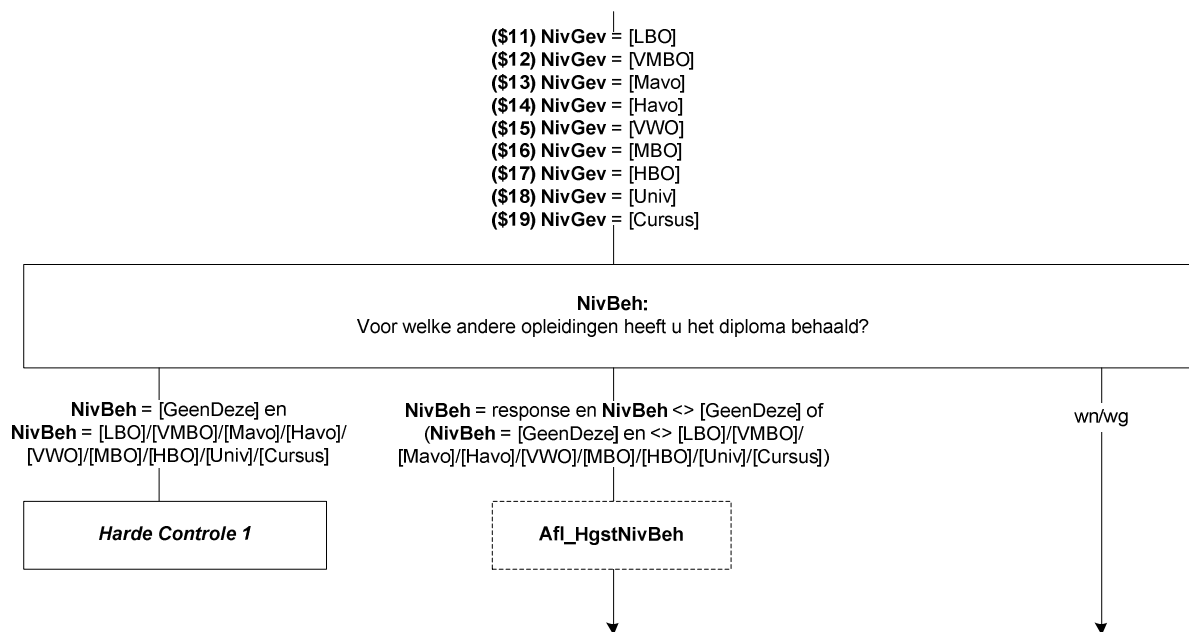 ($11) NivGev = [LBO]
($12) NivGev = [VMBO]
($13) NivGev = [Mavo]
($14) NivGev = [Havo]
($15) NivGev = [VWO]
($16) NivGev = [MBO]
($17) NivGev = [HBO]
($18) NivGev = [Univ]
($19) NivGev = [Cursus]
NivBeh:
Voor welke andere opleidingen heeft u het diploma behaald?
NivBeh = [GeenDeze] en
NivBeh = [LBO]/[VMBO]/[Mavo]/[Havo]/
[VWO]/[MBO]/[HBO]/[Univ]/[Cursus]
NivBeh = response en NivBeh <> [GeenDeze] of
(NivBeh = [GeenDeze] en <> [LBO]/[VMBO]/
[Mavo]/[Havo]/[VWO]/[MBO]/[HBO]/[Univ]/[Cursus])
wn/wg
Harde Controle 1
Afl_HgstNivBeh